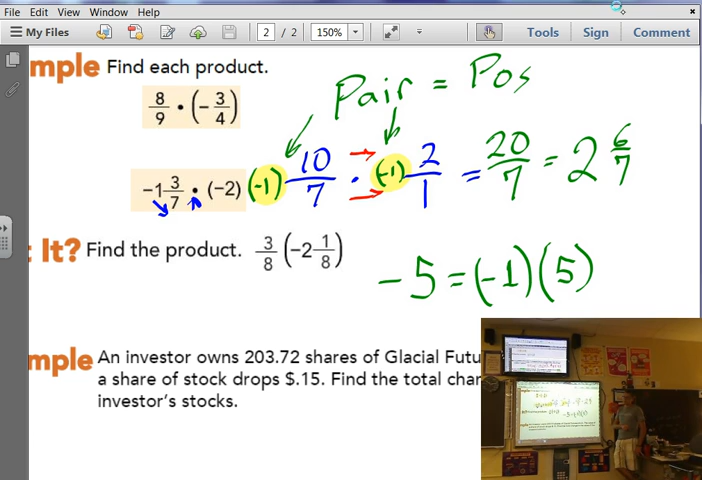 File Edit View Window Help
My Files 2 / 2 150% Tools Sign Comment
mple Find each product.
8/9 • (−3/4)
Pair = Pos
−1 3/7 • (−2) (-1) 10/7 • (-1) 2/1 = 20/7 = 2 6/7
It? Find the product. 3/8 (−2 1/8)
-5 = (-1)(5)
mple An investor owns 203.72 shares of Glacial Futu
a share of stock drops $.15. Find the total char
investor's stocks.